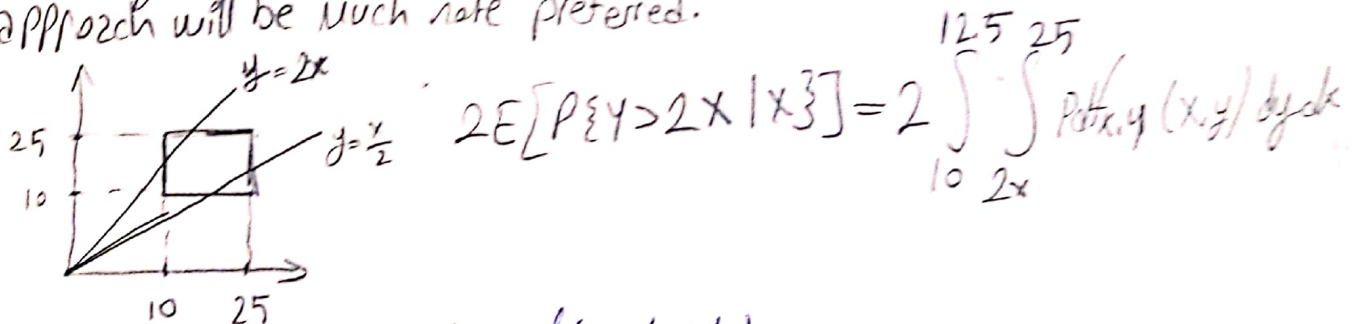 approach will be much more preferred.
y=2x
y=x/2
25
10
10 25
2E[P{Y>2X|X}] = 2 ∫_{10}^{12.5} ∫_{2x}^{25} Pdf_{x,y}(x,y) dydx